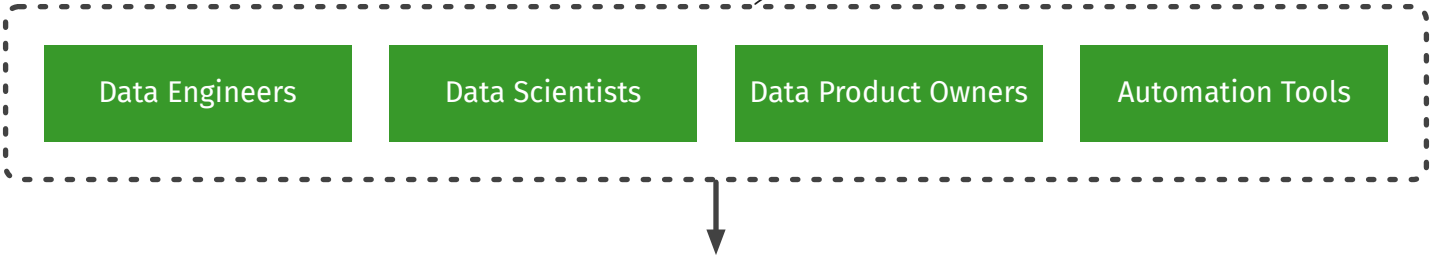 Data Engineers
Data Scientists
Data Product Owners
Automation Tools